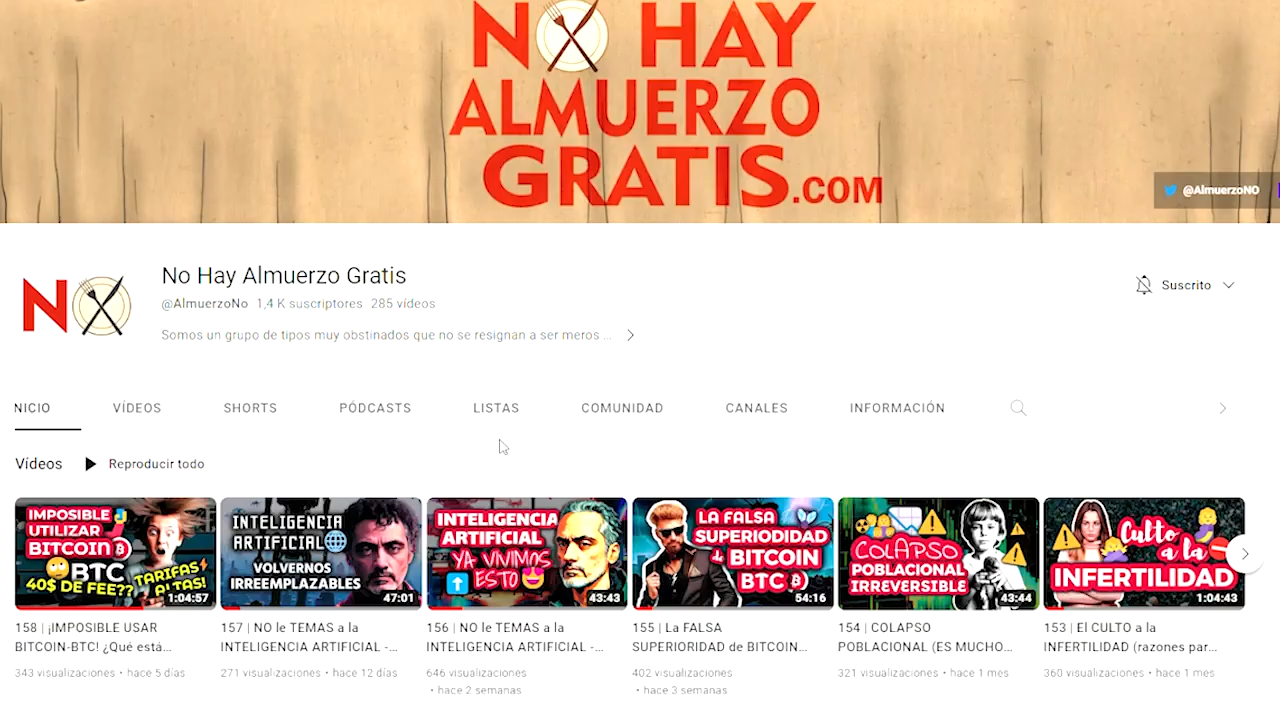 NO HAY
ALMUERZO
GRATIS.COM
@AlmuerzoNO
NO
No Hay Almuerzo Gratis
@AlmuerzoNo 1,4 K suscriptores 285 vídeos
Somos un grupo de tipos muy obstinados que no se resignan a ser meros ...
Suscrito
INICIO VÍDEOS SHORTS PÓDCASTS LISTAS COMUNIDAD CANALES INFORMACIÓN
Vídeos Reproducir todo
IMPOSIBLE
UTILIZAR
BITCOIN
BTC
40$ DE FEE??
TARIFAS
ALTAS!
1:04:57
INTELIGENCIA
ARTIFICIAL
VOLVERNOS
IRREEMPLAZABLES
47:01
INTELIGENCIA
ARTIFICIAL
YA VIVIMOS
ESTO
43:43
LA FALSA
SUPERIODIDAD
BITCOIN
BTC
54:16
COLAPSO
POBLACIONAL
IRREVERSIBLE
43:44
Culto
a la
INFERTILIDAD
1:04:43
158 | ¡IMPOSIBLE USAR
BITCOIN-BTC! ¿Qué está...
343 visualizaciones • hace 5 días
157 | NO le TEMAS a la
INTELIGENCIA ARTIFICIAL -...
271 visualizaciones • hace 12 días
156 | NO le TEMAS a la
INTELIGENCIA ARTIFICIAL -...
646 visualizaciones
• hace 2 semanas
155 | La FALSA
SUPERIORIDAD de BITCOIN...
402 visualizaciones
• hace 3 semanas
154 | COLAPSO
POBLACIONAL (ES MUCHO...
321 visualizaciones • hace 1 mes
153 | El CULTO a la
INFERTILIDAD (razones par...
360 visualizaciones • hace 1 mes